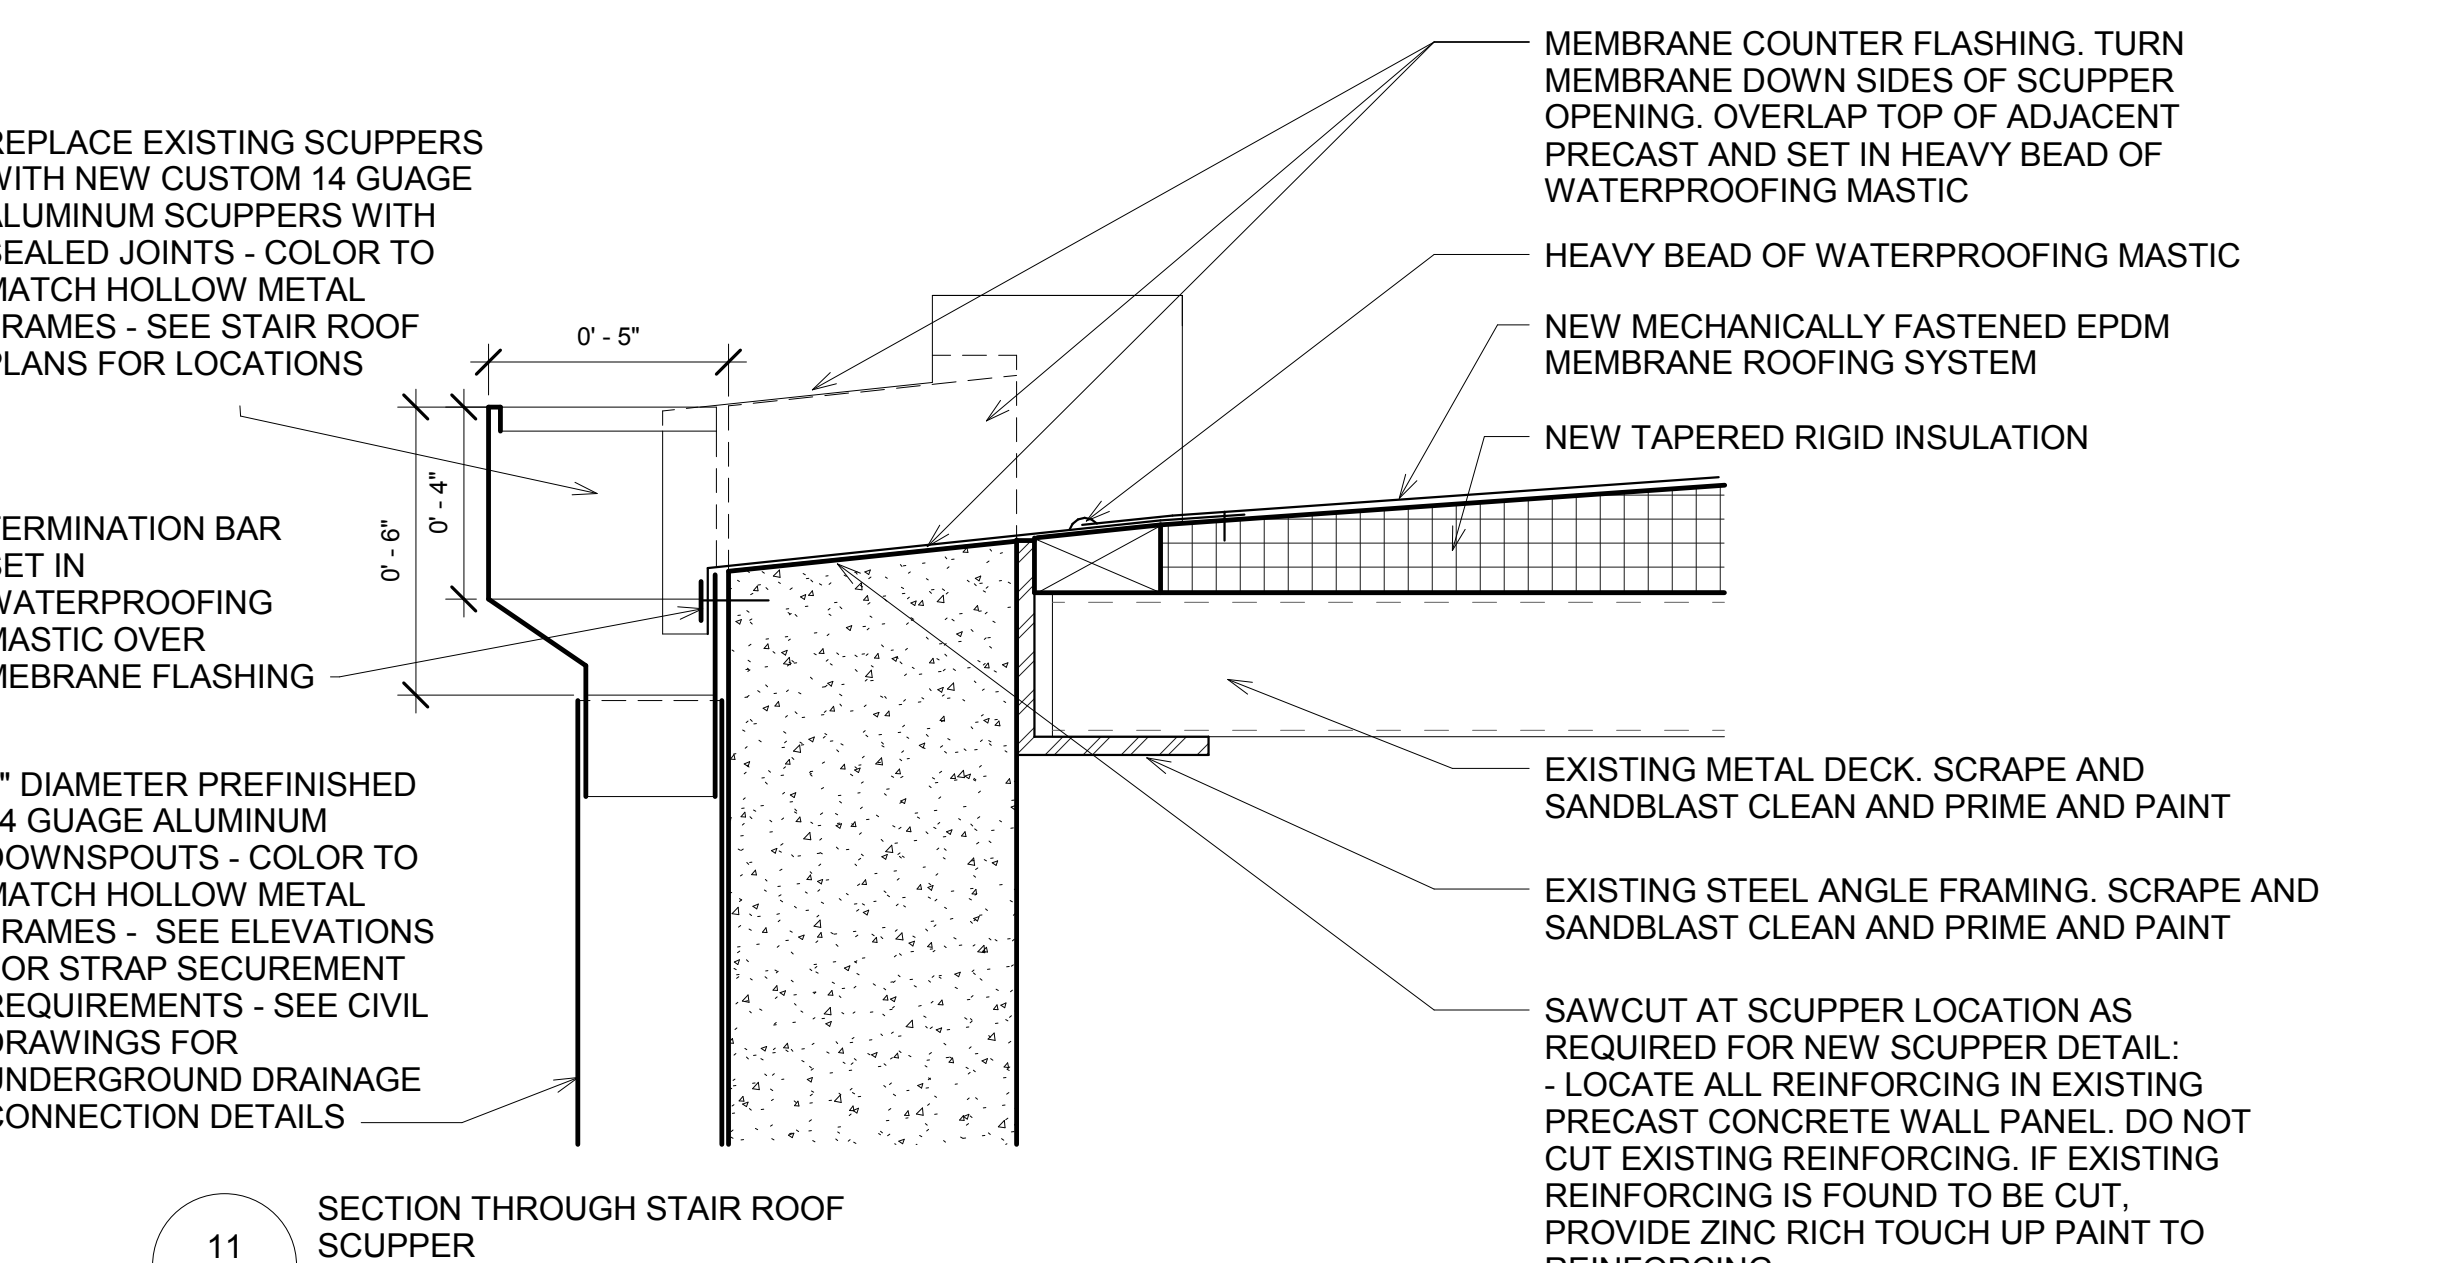 REPLACE EXISTING SCUPPERS
WITH NEW CUSTOM 14 GUAGE
ALUMINUM SCUPPERS WITH
SEALED JOINTS - COLOR TO
MATCH HOLLOW METAL
FRAMES - SEE STAIR ROOF
PLANS FOR LOCATIONS
TERMINATION BAR
SET IN
WATERPROOFING
MASTIC OVER
MEBRANE FLASHING
" DIAMETER PREFINISHED
14 GUAGE ALUMINUM
DOWNSPOUTS - COLOR TO
MATCH HOLLOW METAL
FRAMES - SEE ELEVATIONS
FOR STRAP SECUREMENT
REQUIREMENTS - SEE CIVIL
DRAWINGS FOR
UNDERGROUND DRAINAGE
CONNECTION DETAILS
0' - 5"
0' - 4"
0' - 6"
MEMBRANE COUNTER FLASHING. TURN
MEMBRANE DOWN SIDES OF SCUPPER
OPENING. OVERLAP TOP OF ADJACENT
PRECAST AND SET IN HEAVY BEAD OF
WATERPROOFING MASTIC
HEAVY BEAD OF WATERPROOFING MASTIC
NEW MECHANICALLY FASTENED EPDM
MEMBRANE ROOFING SYSTEM
NEW TAPERED RIGID INSULATION
EXISTING METAL DECK. SCRAPE AND
SANDBLAST CLEAN AND PRIME AND PAINT
EXISTING STEEL ANGLE FRAMING. SCRAPE AND
SANDBLAST CLEAN AND PRIME AND PAINT
SAWCUT AT SCUPPER LOCATION AS
REQUIRED FOR NEW SCUPPER DETAIL:
- LOCATE ALL REINFORCING IN EXISTING
PRECAST CONCRETE WALL PANEL. DO NOT
CUT EXISTING REINFORCING. IF EXISTING
REINFORCING IS FOUND TO BE CUT,
PROVIDE ZINC RICH TOUCH UP PAINT TO
REINFORCING
11
SECTION THROUGH STAIR ROOF
SCUPPER